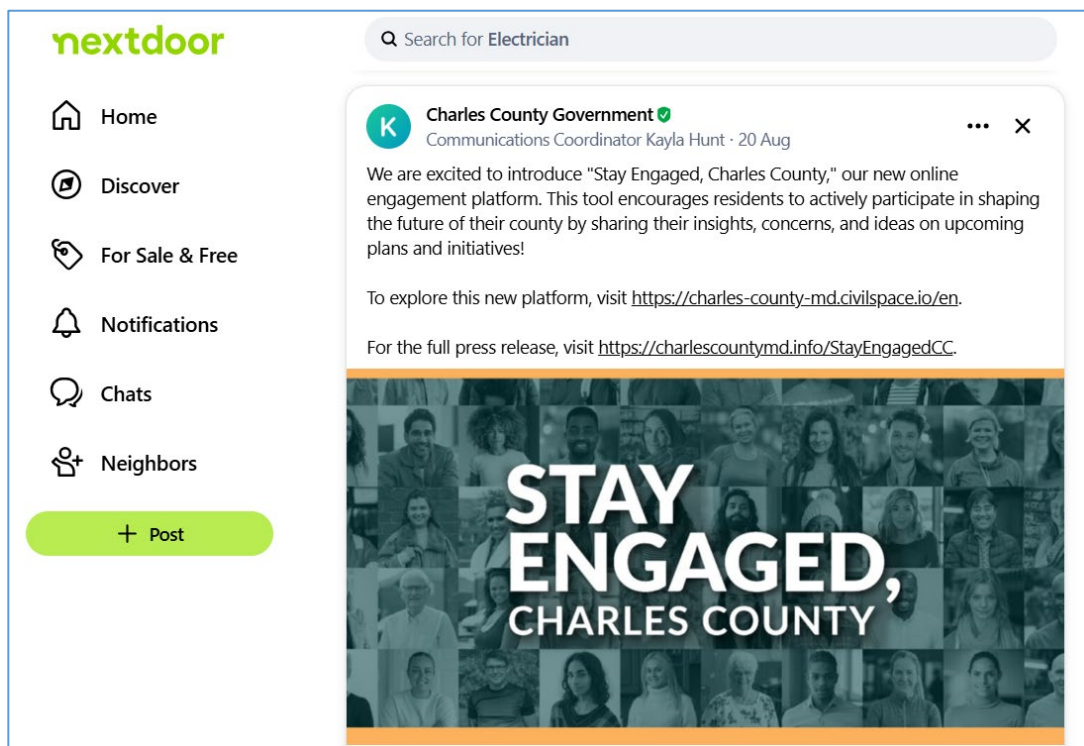 nextdoor
Search for Electrician
Home
Discover
For Sale & Free
Notifications
Chats
Neighbors
+ Post
K
Charles County Government
Communications Coordinator Kayla Hunt · 20 Aug
We are excited to introduce "Stay Engaged, Charles County," our new online
engagement platform. This tool encourages residents to actively participate in shaping
the future of their county by sharing their insights, concerns, and ideas on upcoming
plans and initiatives!
To explore this new platform, visit https://charles-county-md.civilspace.io/en.
For the full press release, visit https://charlescountymd.info/StayEngagedCC.
STAY
ENGAGED,
CHARLES COUNTY